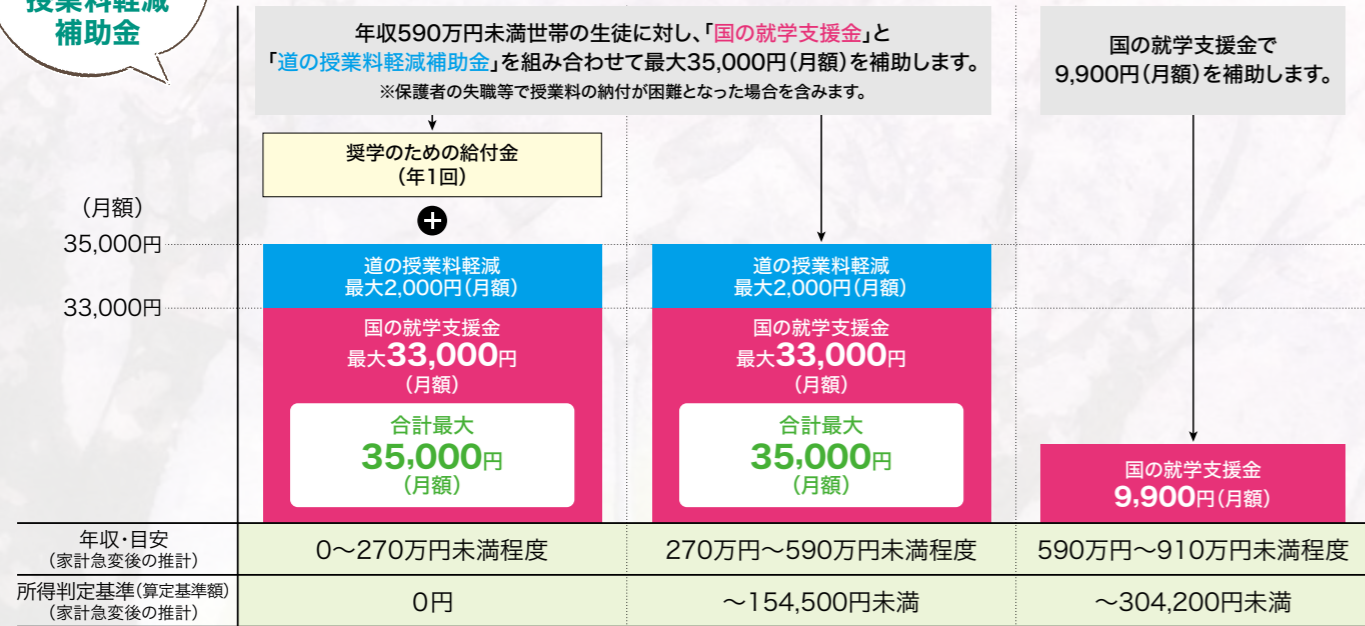 授業料軽減
補助金
年収590万円未満世帯の生徒に対し、「国の就学支援金」と
「道の授業料軽減補助金」を組み合わせて最大35,000円（月額）を補助します。
※保護者の失職等で授業料の納付が困難となった場合を含みます。
国の就学支援金で
9,900円（月額）を補助します。
奨学のための給付金
（年1回）
+
（月額）
35,000円
33,000円
道の授業料軽減
最大2,000円（月額）
国の就学支援金
最大33,000円
（月額）
合計最大
35,000円
（月額）
道の授業料軽減
最大2,000円（月額）
国の就学支援金
最大33,000円
（月額）
合計最大
35,000円
（月額）
国の就学支援金
9,900円（月額）
年収・目安
（家計急変後の推計）
0～270万円未満程度
270万円～590万円未満程度
590万円～910万円未満程度
所得判定基準（算定基準額）
（家計急変後の推計）
0円
～154,500円未満
～304,200円未満